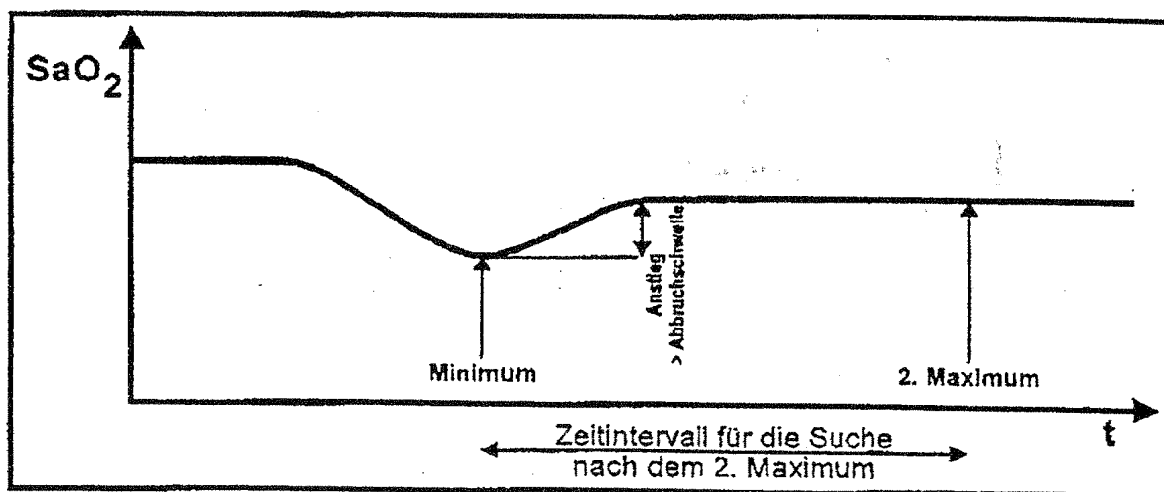 SaO2
Anstieg
> Abbruchschwelle
Minimum
2. Maximum
t
Zeitintervall für die Suche
nach dem 2. Maximum